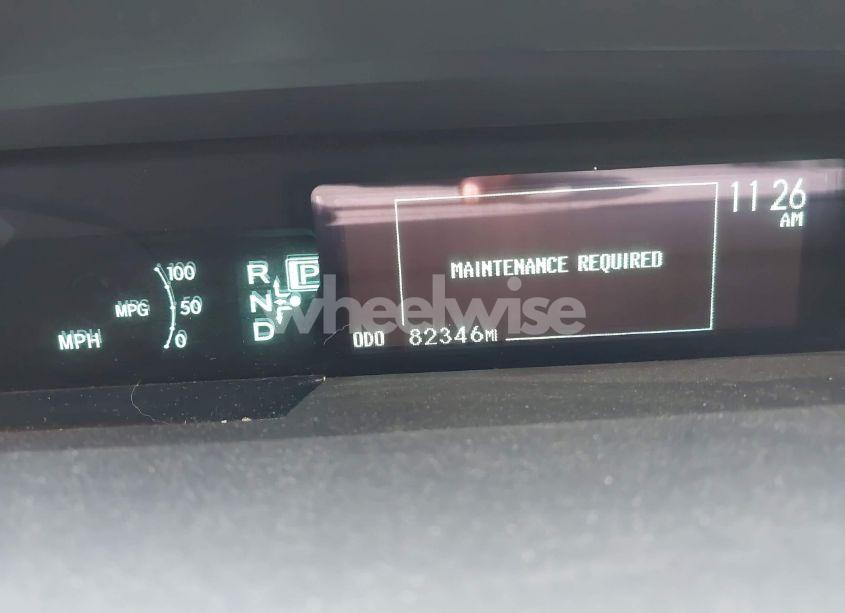 11:26
AM
100
MPG 50
MPH 0
R P
N
D
MAINTENANCE REQUIRED
ODO 82346 MI
wheelwise